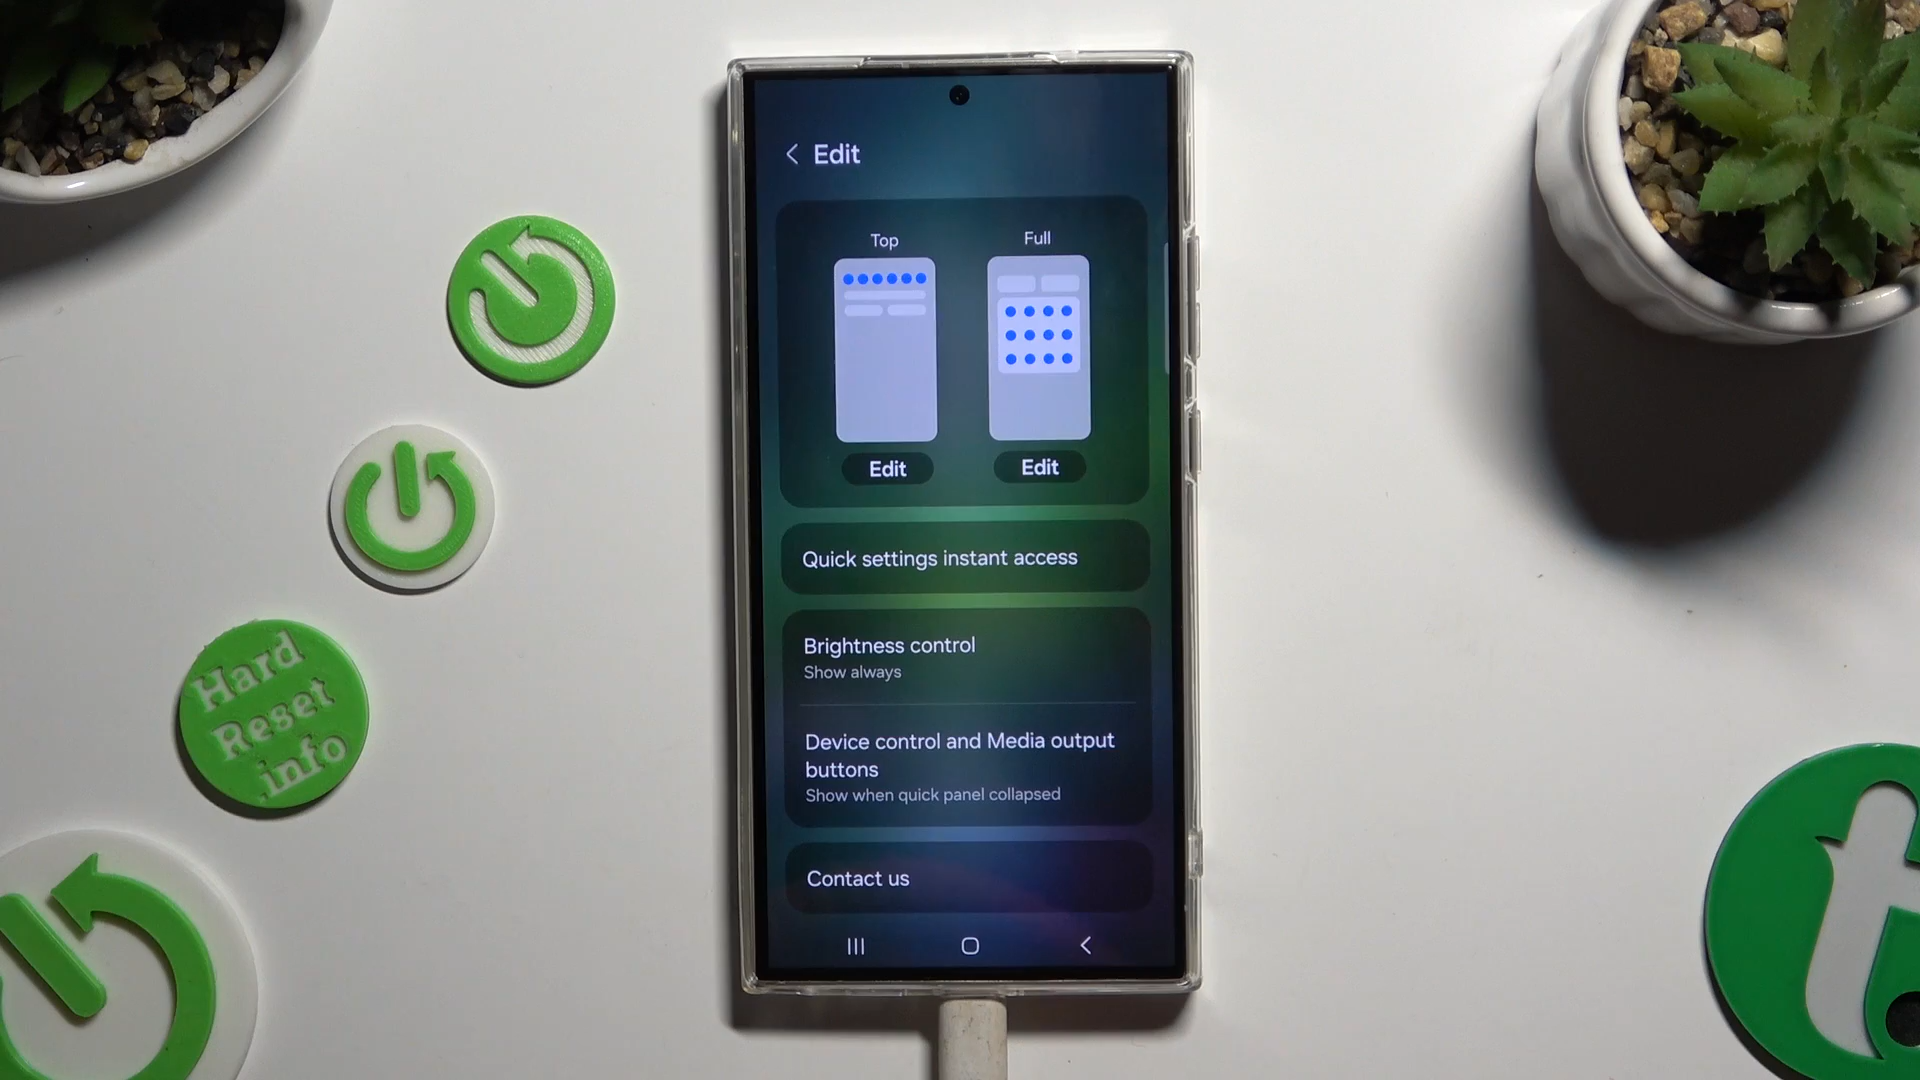 Edit
Top
Full
Edit
Edit
Quick settings instant access
Brightness control
Show always
Device control and Media output
buttons
Show when quick panel collapsed
Contact us
Hard
Reset
.info